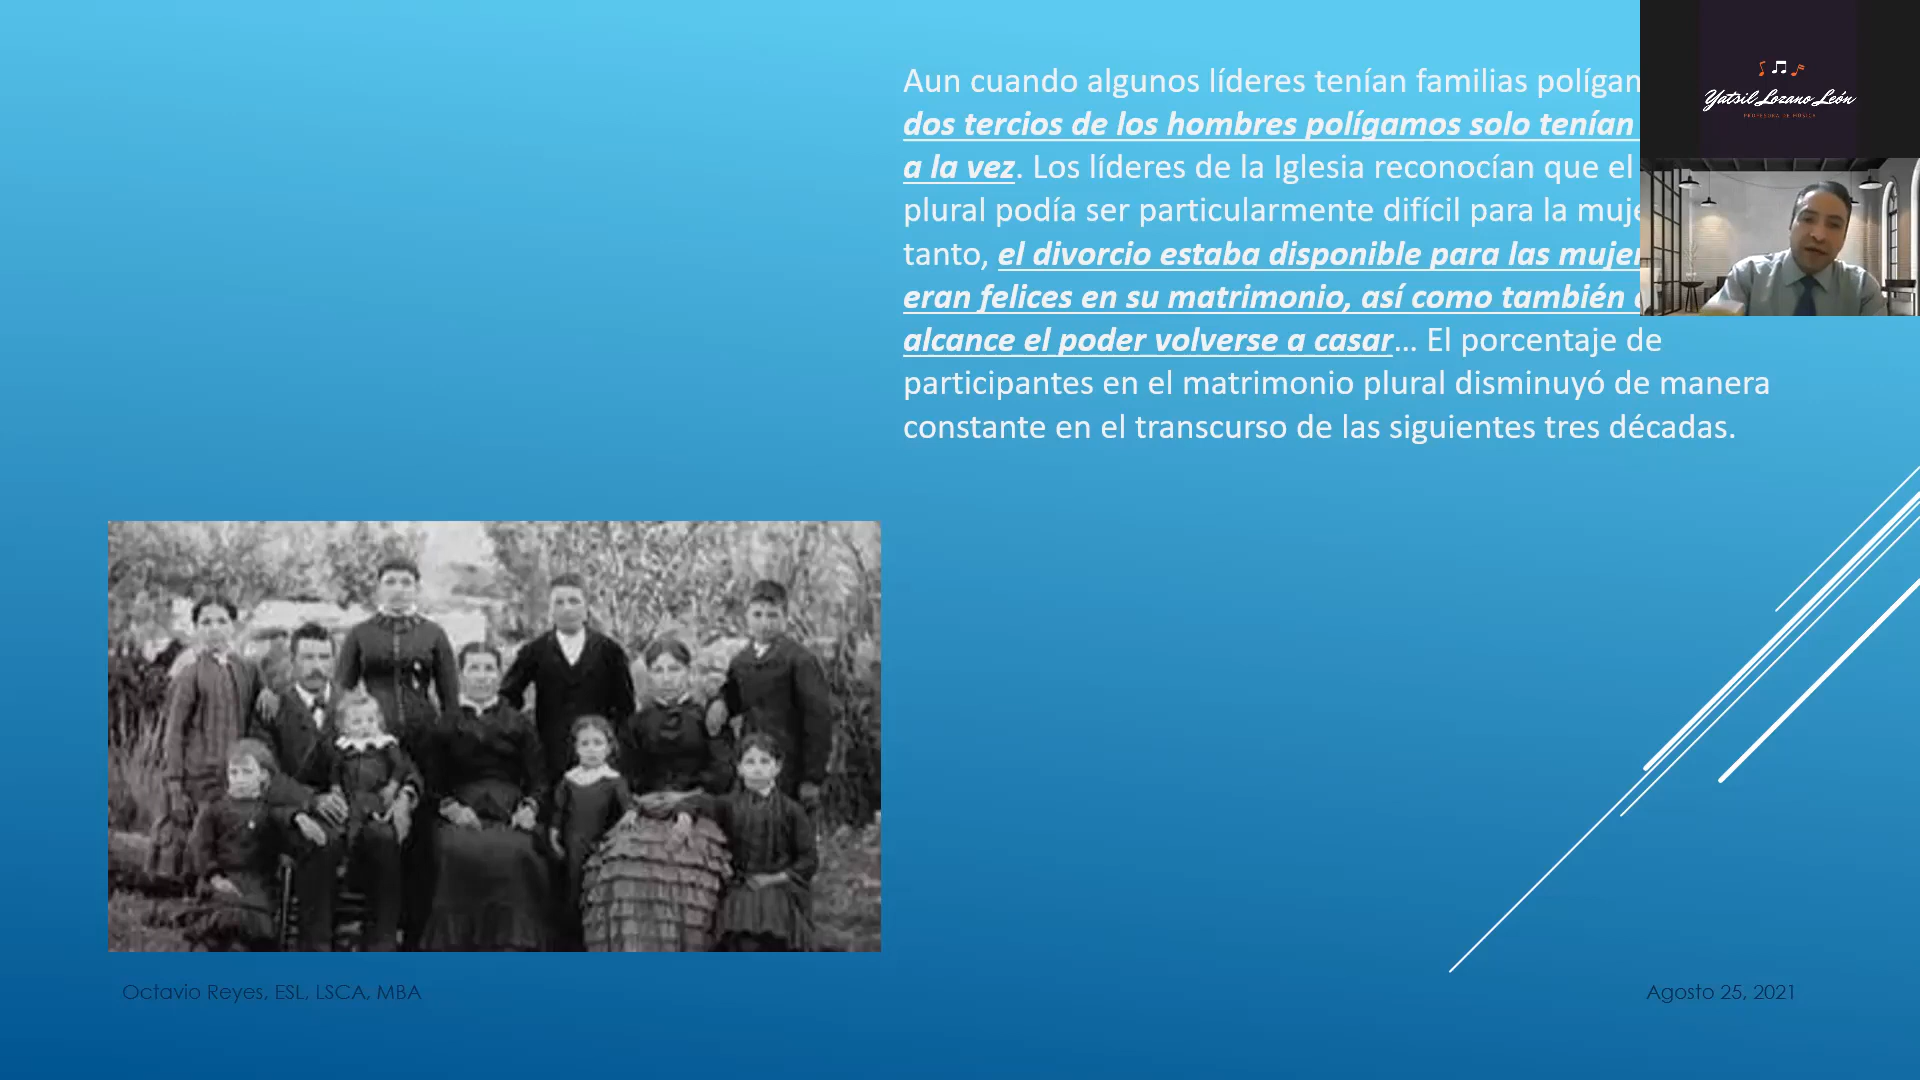 Aun cuando algunos líderes tenían familias
dos tercios de los hombres polígamos solo tenían
a la vez. Los líderes de la Iglesia reconocían que el
plural podía ser particularmente difícil para la
tanto, el divorcio estaba disponible para las
eran felices en su matrimonio, así como también
alcance el poder volverse a casar... El porcentaje de
participantes en el matrimonio plural disminuyó de manera
constante en el transcurso de las siguientes tres décadas.
Yatsil Lozano León
PROFESORA DE MÚSICA
Octavio Reyes, ESL, LSCA, MBA
Agosto 25, 2021